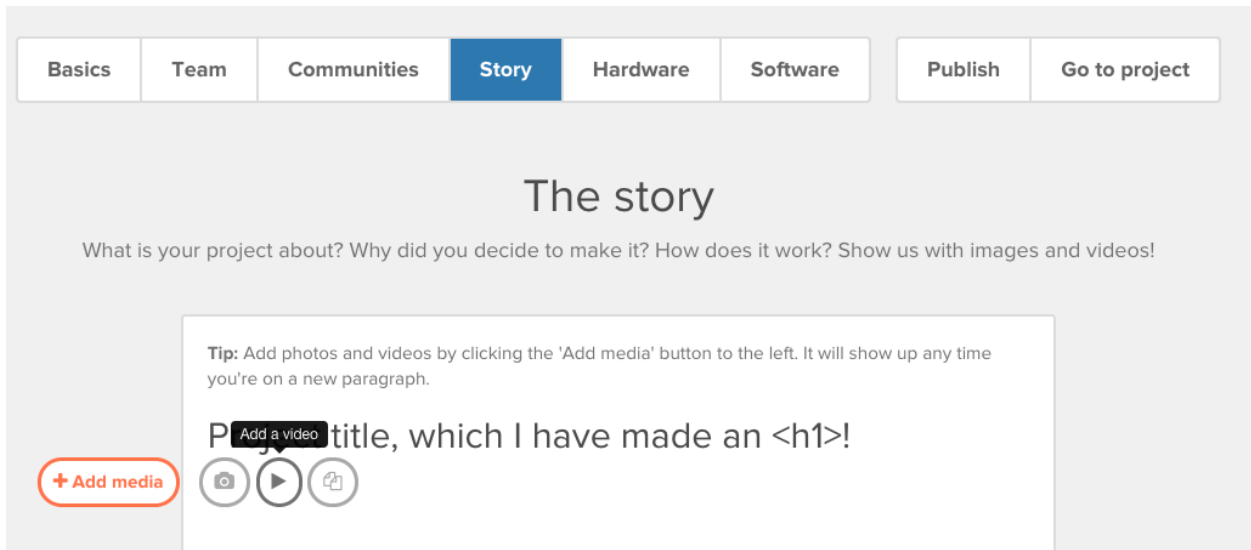 Basics Team Communities Story Hardware Software Publish Go to project
The story
What is your project about? Why did you decide to make it? How does it work? Show us with images and videos!
Tip: Add photos and videos by clicking the 'Add media' button to the left. It will show up any time
you're on a new paragraph.
Project title, which I have made an <h1>!
Add a video
+ Add media